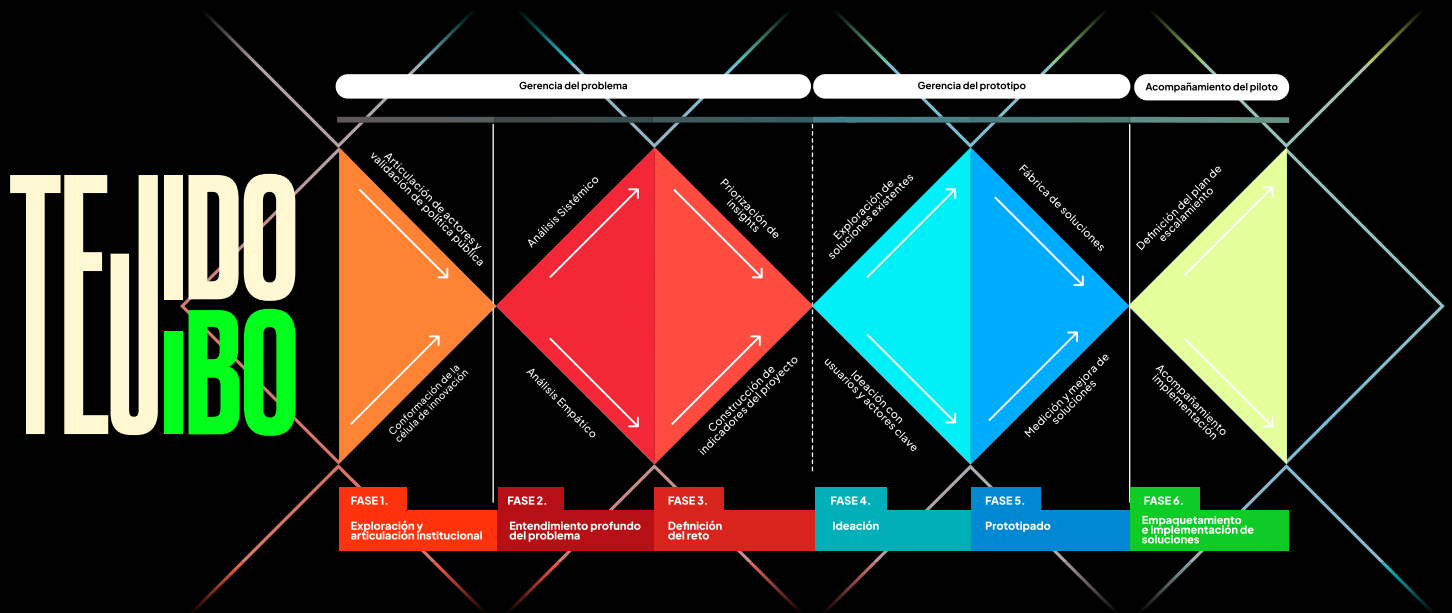 TEJIDO
iBO
Gerencia del problema
Gerencia del prototipo
Acompañamiento del piloto
Articulación de actores y
validación de política pública
Conformación de la
célula de innovación
Análisis Sistémico
Análisis Empático
Priorización de
insights
Construcción de
indicadores del proyecto
Exploración de
soluciones existentes
Ideación con
usuarios y actores clave
Fábrica de soluciones
Medición y mejora de
soluciones
Definición del plan de
escalamiento
Acompañamiento
implementación
FASE 1.
Exploración y
articulación institucional
FASE 2.
Entendimiento profundo
del problema
FASE 3.
Definición
del reto
FASE 4.
Ideación
FASE 5.
Prototipado
FASE 6.
Empaquetamiento
e implementación de
soluciones